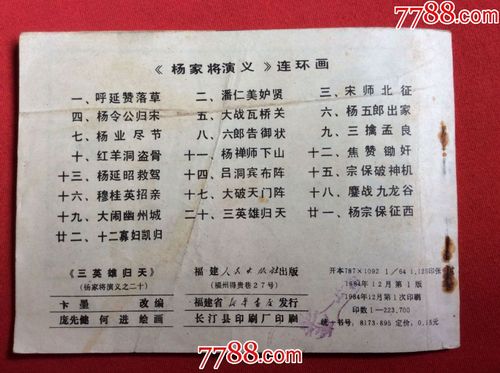 7788.com
《杨家将演义》连环画
一、呼延赞落草 二、潘仁美妒贤 三、宋师北征
四、杨令公归宋 五、大战瓦桥关 六、杨五郎出家
七、杨业尽节 八、六郎告御状 九、三擒孟良
十、红羊洞盗骨 十一、杨禅师下山 十二、焦赞锄奸
十三、杨延昭救驾 十四、吕洞宾布阵 十五、宗保破神机
十六、穆桂英招亲 十七、大破天门阵 十八、鏖战九龙谷
十九、大闹幽州城 二十、三英雄归天 廿一、杨宗保征西
廿二、十二寡妇凯归
《三英雄归天》 福建人民出版社出版 开本787×1092 1/64 1.125印张
(杨家将演义之二十) (福州得贵巷27号) 1984年12月第1版
卞墨 改编 福建省新华书店发行 1984年12月第1次印刷
庞先健 何进 绘画 长汀县印刷厂印刷 印数1—223,700
统一书号:8173·895 定价:0.15元
7788.com